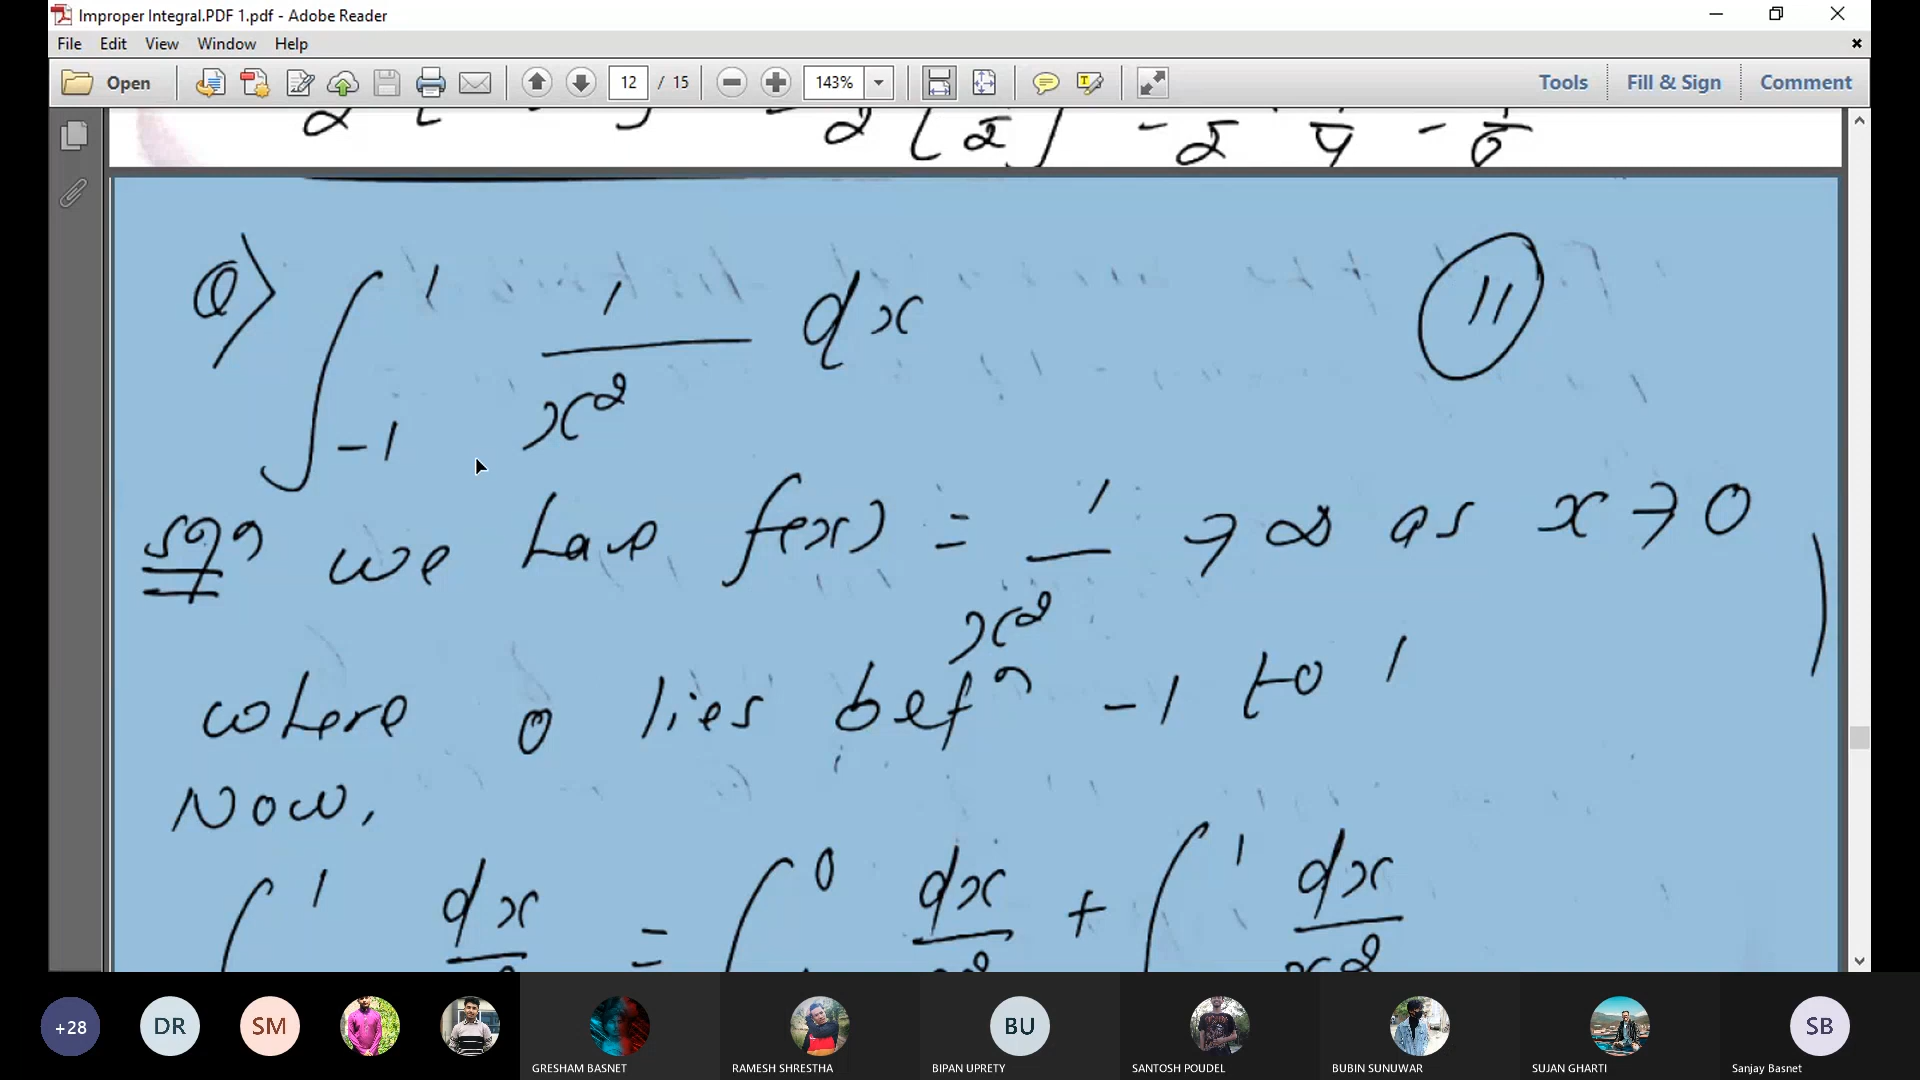 Improper Integral.PDF 1.pdf - Adobe Reader
File Edit View Window Help
Open 12 / 15 143% Tools Fill & Sign Comment
Q> ∫_{-1}^{1} 1/x² dx 11
solⁿ we have f(x) = 1/x² → ∞ as x → 0
where 0 lies betⁿ -1 to 1
Now,
∫^1 dx = ∫^0 dx/x² + ∫^1 dx/x²
+28 DR SM BU SB
GRESHAM BASNET RAMESH SHRESTHA BIPAN UPRETY SANTOSH POUDEL BUBIN SUNUWAR SUJAN GHARTI Sanjay Basnet